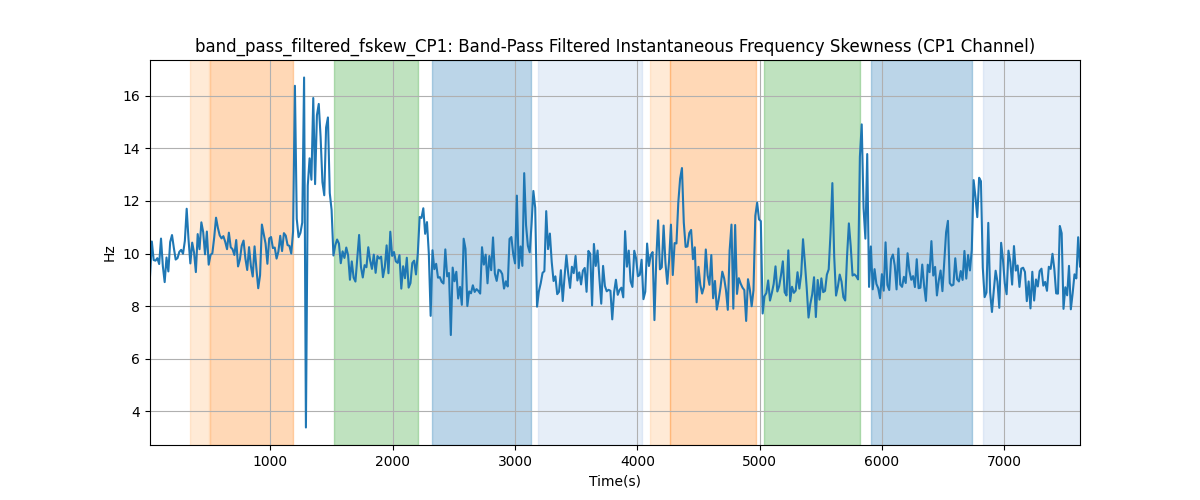 band_pass_filtered_fskew_CP1: Band-Pass Filtered Instantaneous Frequency Skewness (CP1 Channel)
16
14
12
10
8
6
4
Hz
1000 2000 3000 4000 5000 6000 7000
Time(s)